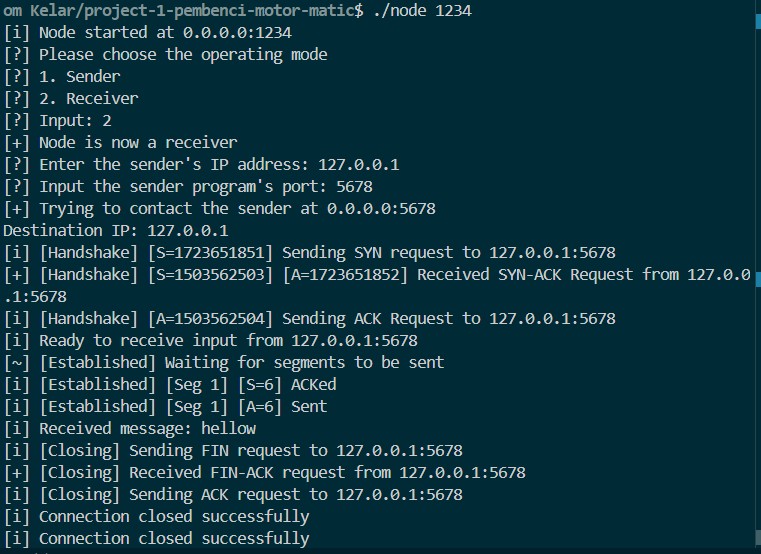 om Kelar/project-1-pembenci-motor-matic$ ./node 1234
[i] Node started at 0.0.0.0:1234
[?] Please choose the operating mode
[?] 1. Sender
[?] 2. Receiver
[?] Input: 2
[+] Node is now a receiver
[?] Enter the sender's IP address: 127.0.0.1
[?] Input the sender program's port: 5678
[+] Trying to contact the sender at 0.0.0.0:5678
Destination IP: 127.0.0.1
[i] [Handshake] [S=1723651851] Sending SYN request to 127.0.0.1:5678
[+] [Handshake] [S=1503562503] [A=1723651852] Received SYN-ACK Request from 127.0.0
.1:5678
[i] [Handshake] [A=1503562504] Sending ACK Request to 127.0.0.1:5678
[i] Ready to receive input from 127.0.0.1:5678
[~] [Established] Waiting for segments to be sent
[i] [Established] [Seg 1] [S=6] ACKed
[i] [Established] [Seg 1] [A=6] Sent
[i] Received message: hellow
[i] [Closing] Sending FIN request to 127.0.0.1:5678
[+] [Closing] Received FIN-ACK request from 127.0.0.1:5678
[i] [Closing] Sending ACK request to 127.0.0.1:5678
[i] Connection closed successfully
[i] Connection closed successfully